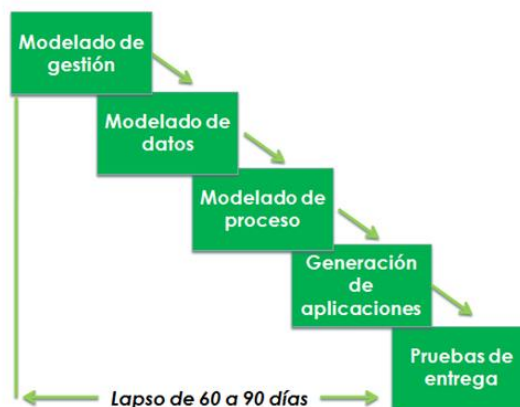 Modelado de
gestión
Modelado de
datos
Modelado de
proceso
Generación
de
aplicaciones
Pruebas de
entrega
Lapso de 60 a 90 días